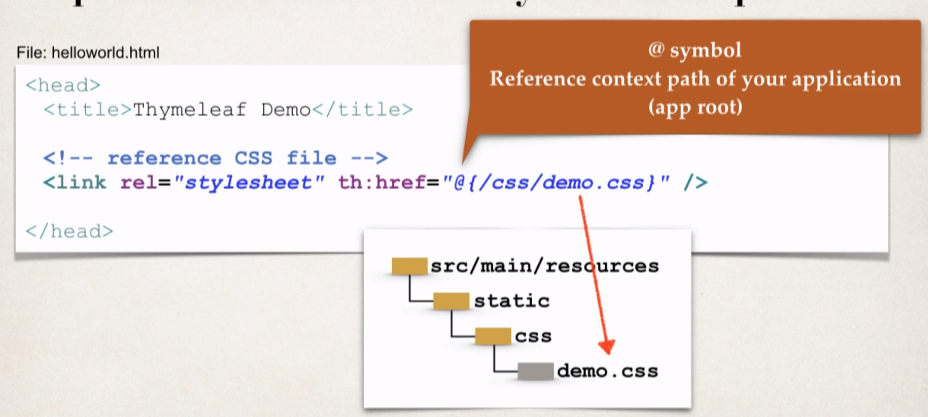 File: helloworld.html
@ symbol
Reference context path of your application
(app root)
<head>
<title>Thymeleaf Demo</title>
<!-- reference CSS file -->
<link rel="stylesheet" th:href="@{/css/demo.css}" />
</head>
src/main/resources
static
css
demo.css